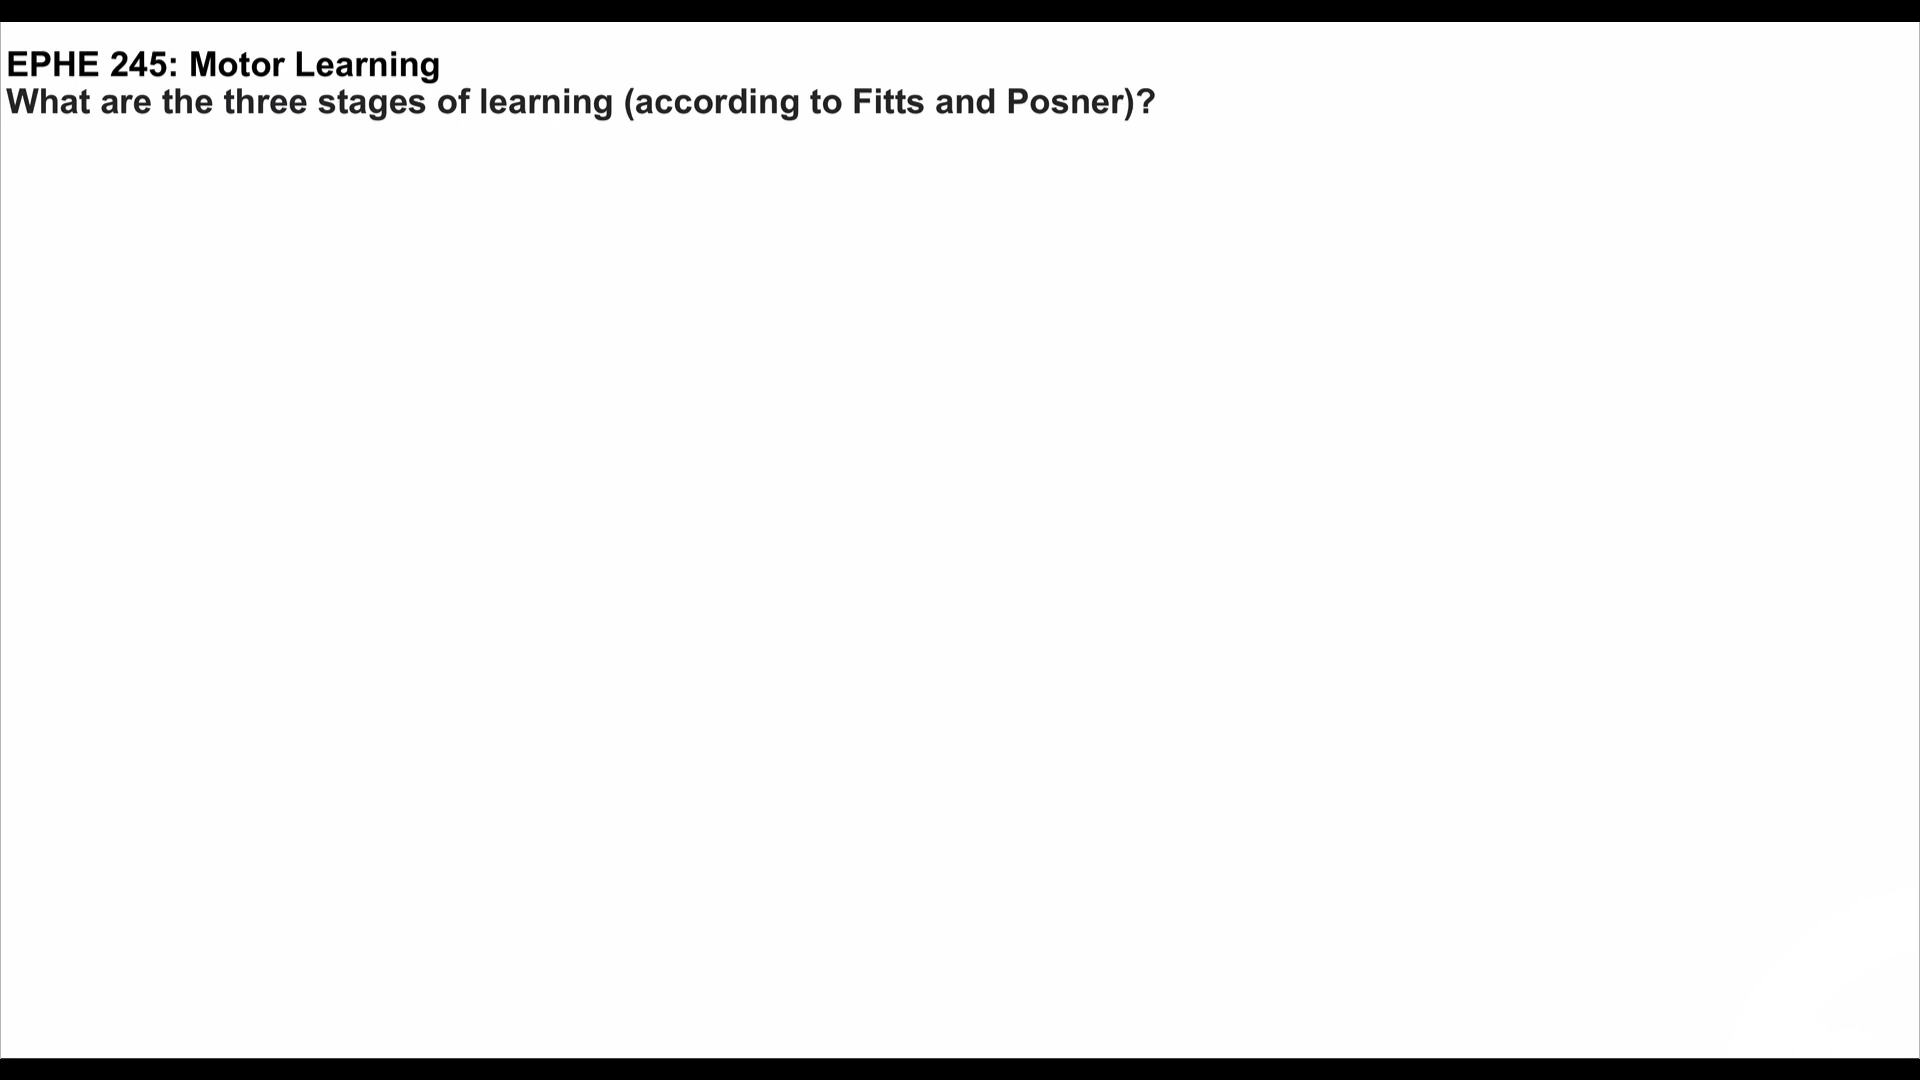 EPHE 245: Motor Learning
What are the three stages of learning (according to Fitts and Posner)?